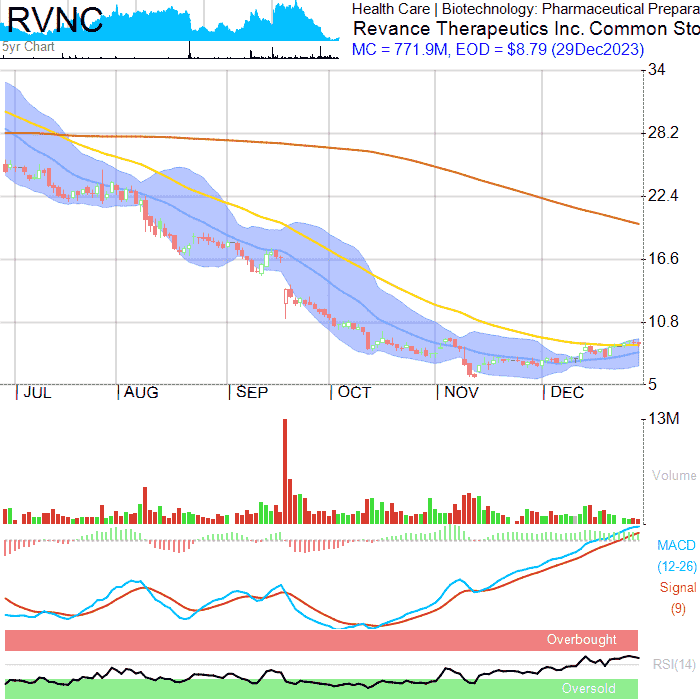 RVNC
5yr Chart
Health Care | Biotechnology: Pharmaceutical Prepara
Revance Therapeutics Inc. Common Sto
MC = 771.9M, EOD = $8.79 (29Dec2023)
34
28.2
22.4
16.6
10.8
5
JUL AUG SEP OCT NOV DEC
13M
Volume
MACD
(12-26)
Signal
(9)
Overbought
RSI(14)
Oversold